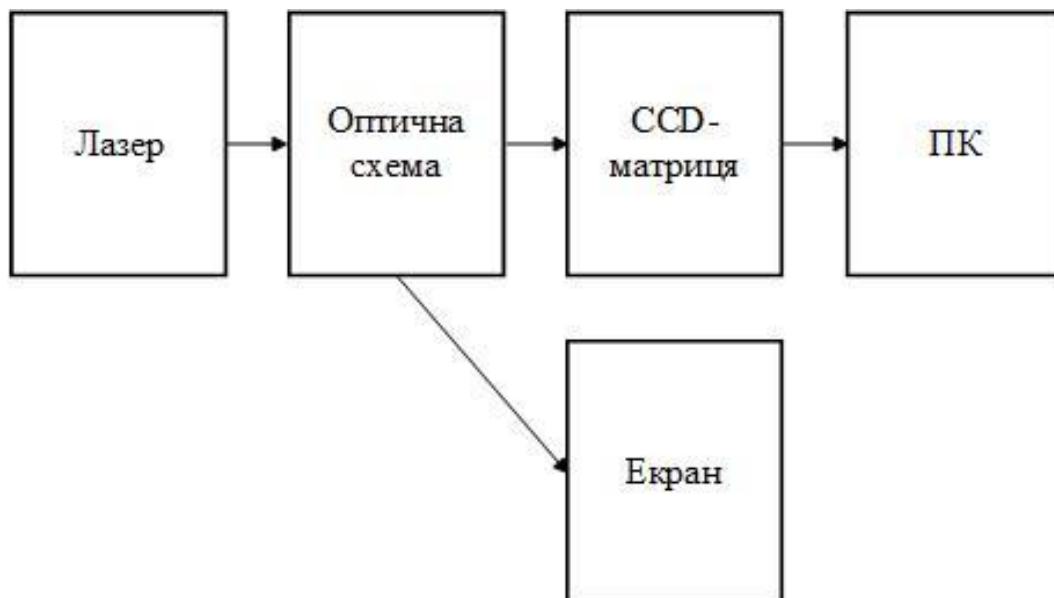 Лазер
Оптична
схема
CCD-
матриця
ПК
Екран